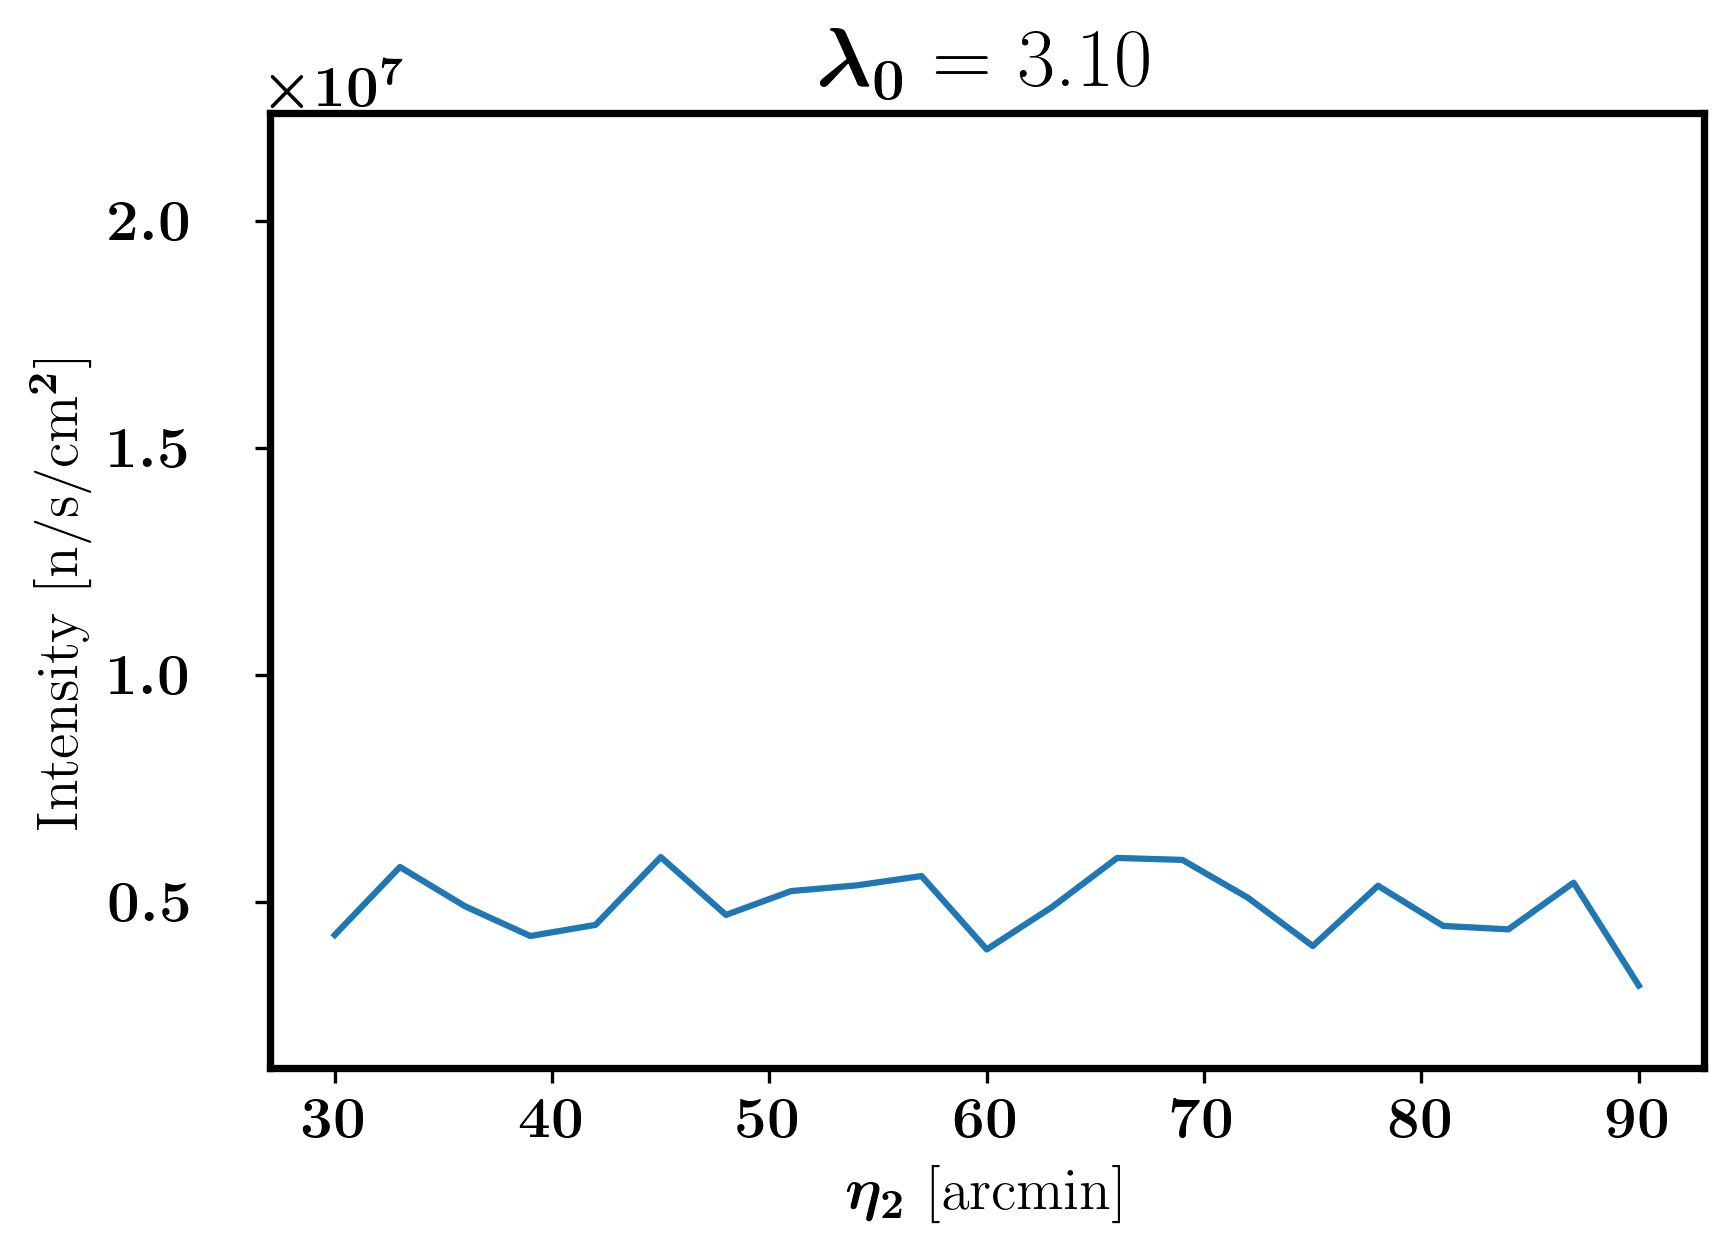 λ₀ = 3.10
×10⁷
2.0
1.5
1.0
0.5
Intensity [n/s/cm²]
30 40 50 60 70 80 90
η₂ [arcmin]